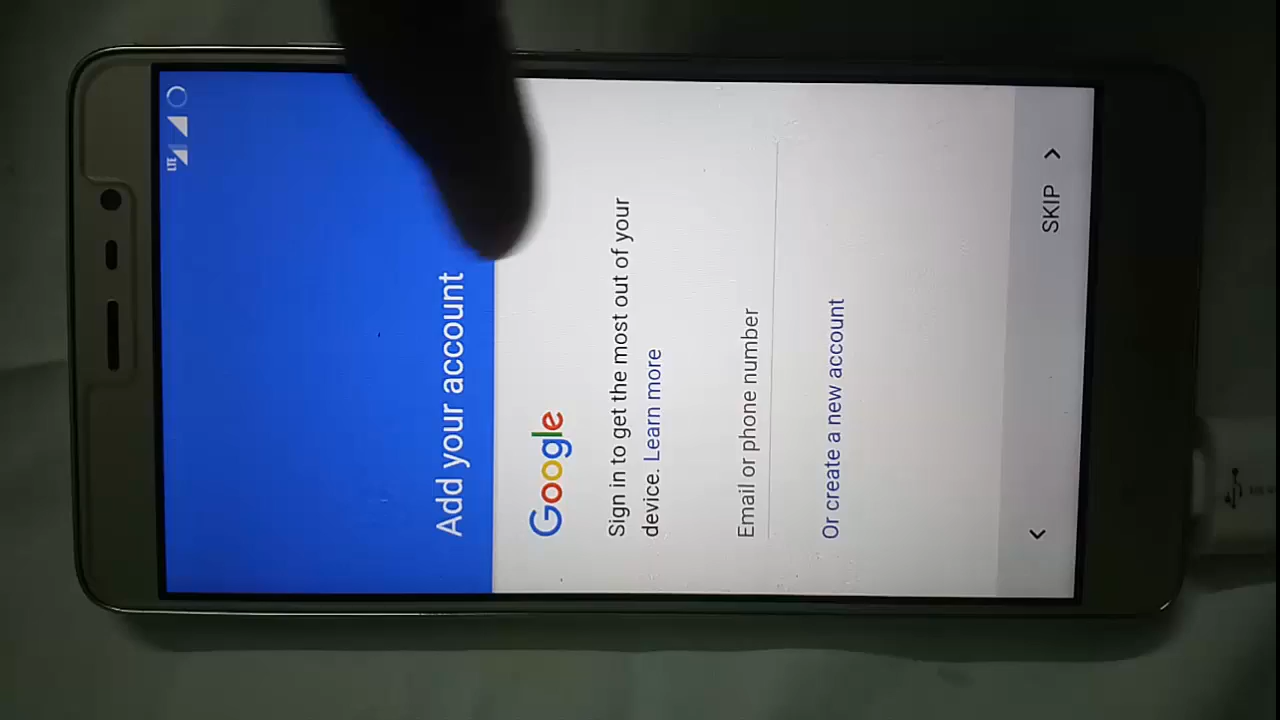 LTE
Add your account
Google
Sign in to get the most out of your
device. Learn more
Email or phone number
Or create a new account
SKIP